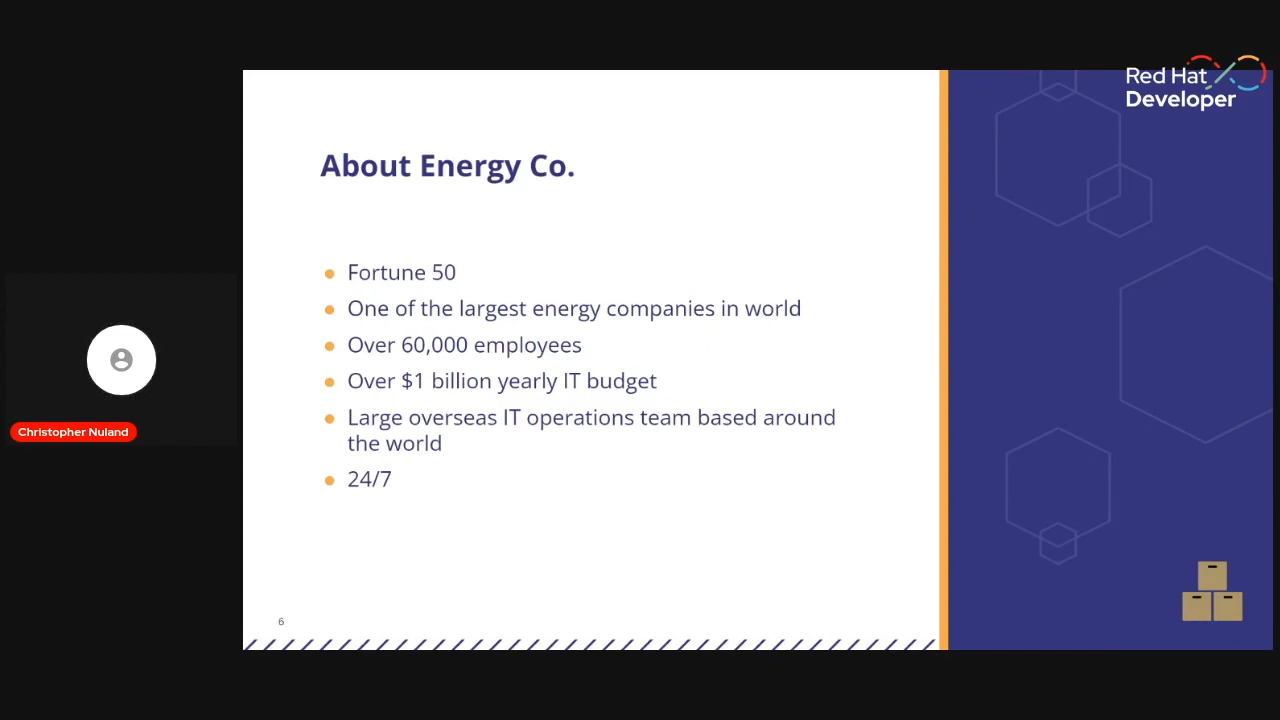 Red Hat
Developer
About Energy Co.
Fortune 50
One of the largest energy companies in world
Over 60,000 employees
Over $1 billion yearly IT budget
Large overseas IT operations team based around
the world
24/7
Christopher Nuland
6